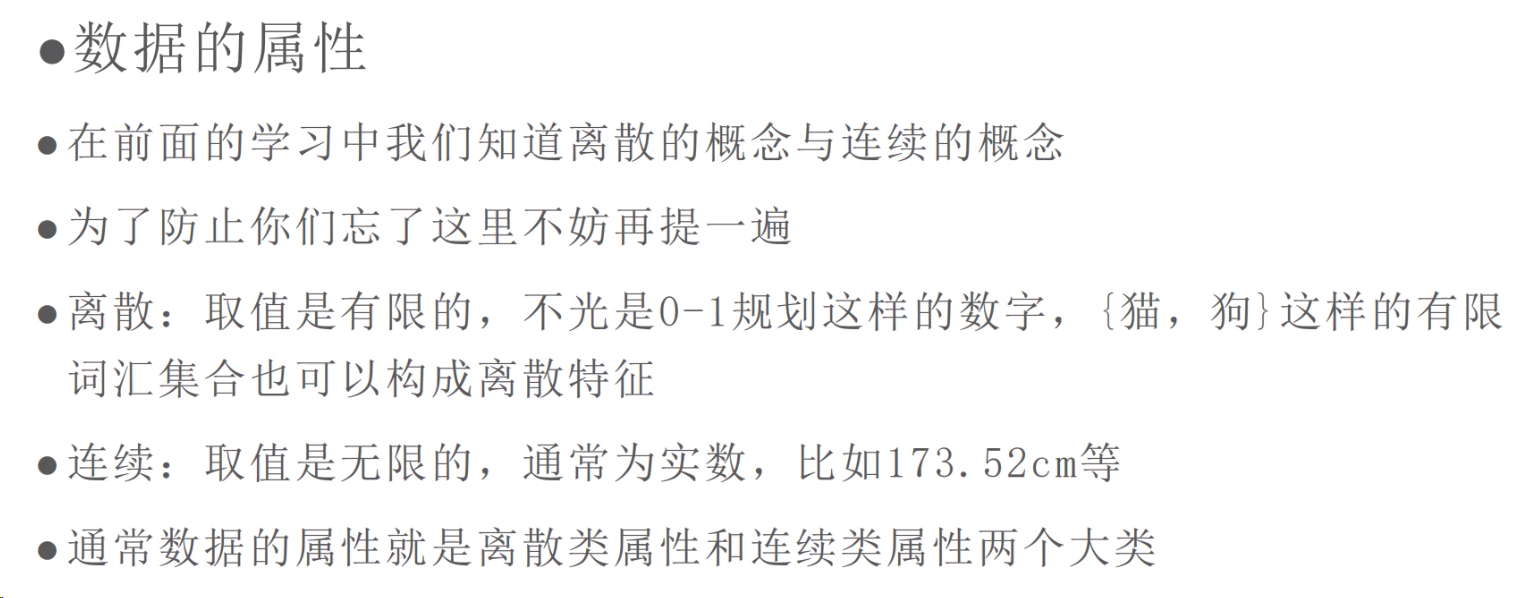 ●数据的属性
●在前面的学习中我们知道离散的概念与连续的概念
●为了防止你们忘了这里不妨再提一遍
●离散：取值是有限的，不光是0-1规划这样的数字，{猫，狗}这样的有限
词汇集合也可以构成离散特征
●连续：取值是无限的，通常为实数，比如173.52cm等
●通常数据的属性就是离散类属性和连续类属性两个大类